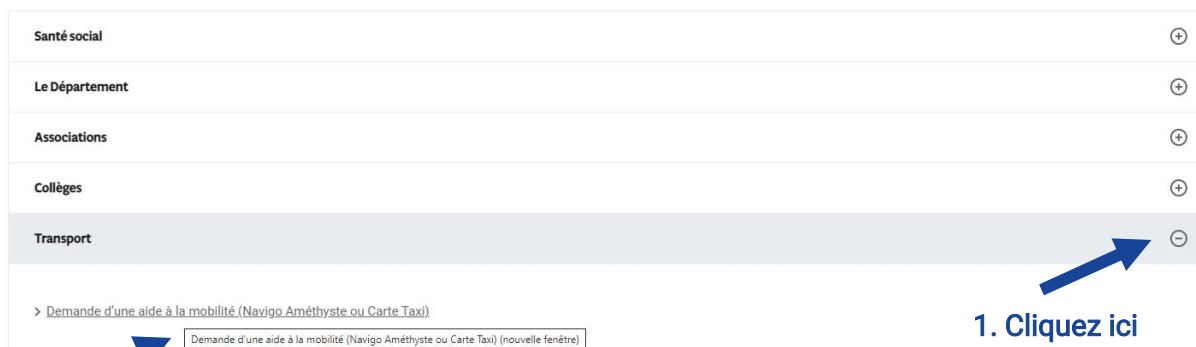 Santé social
Le Département
Associations
Collèges
Transport
> Demande d'une aide à la mobilité (Navigo Améthyste ou Carte Taxi)
Demande d'une aide à la mobilité (Navigo Améthyste ou Carte Taxi) (nouvelle fenêtre)
1. Cliquez ici